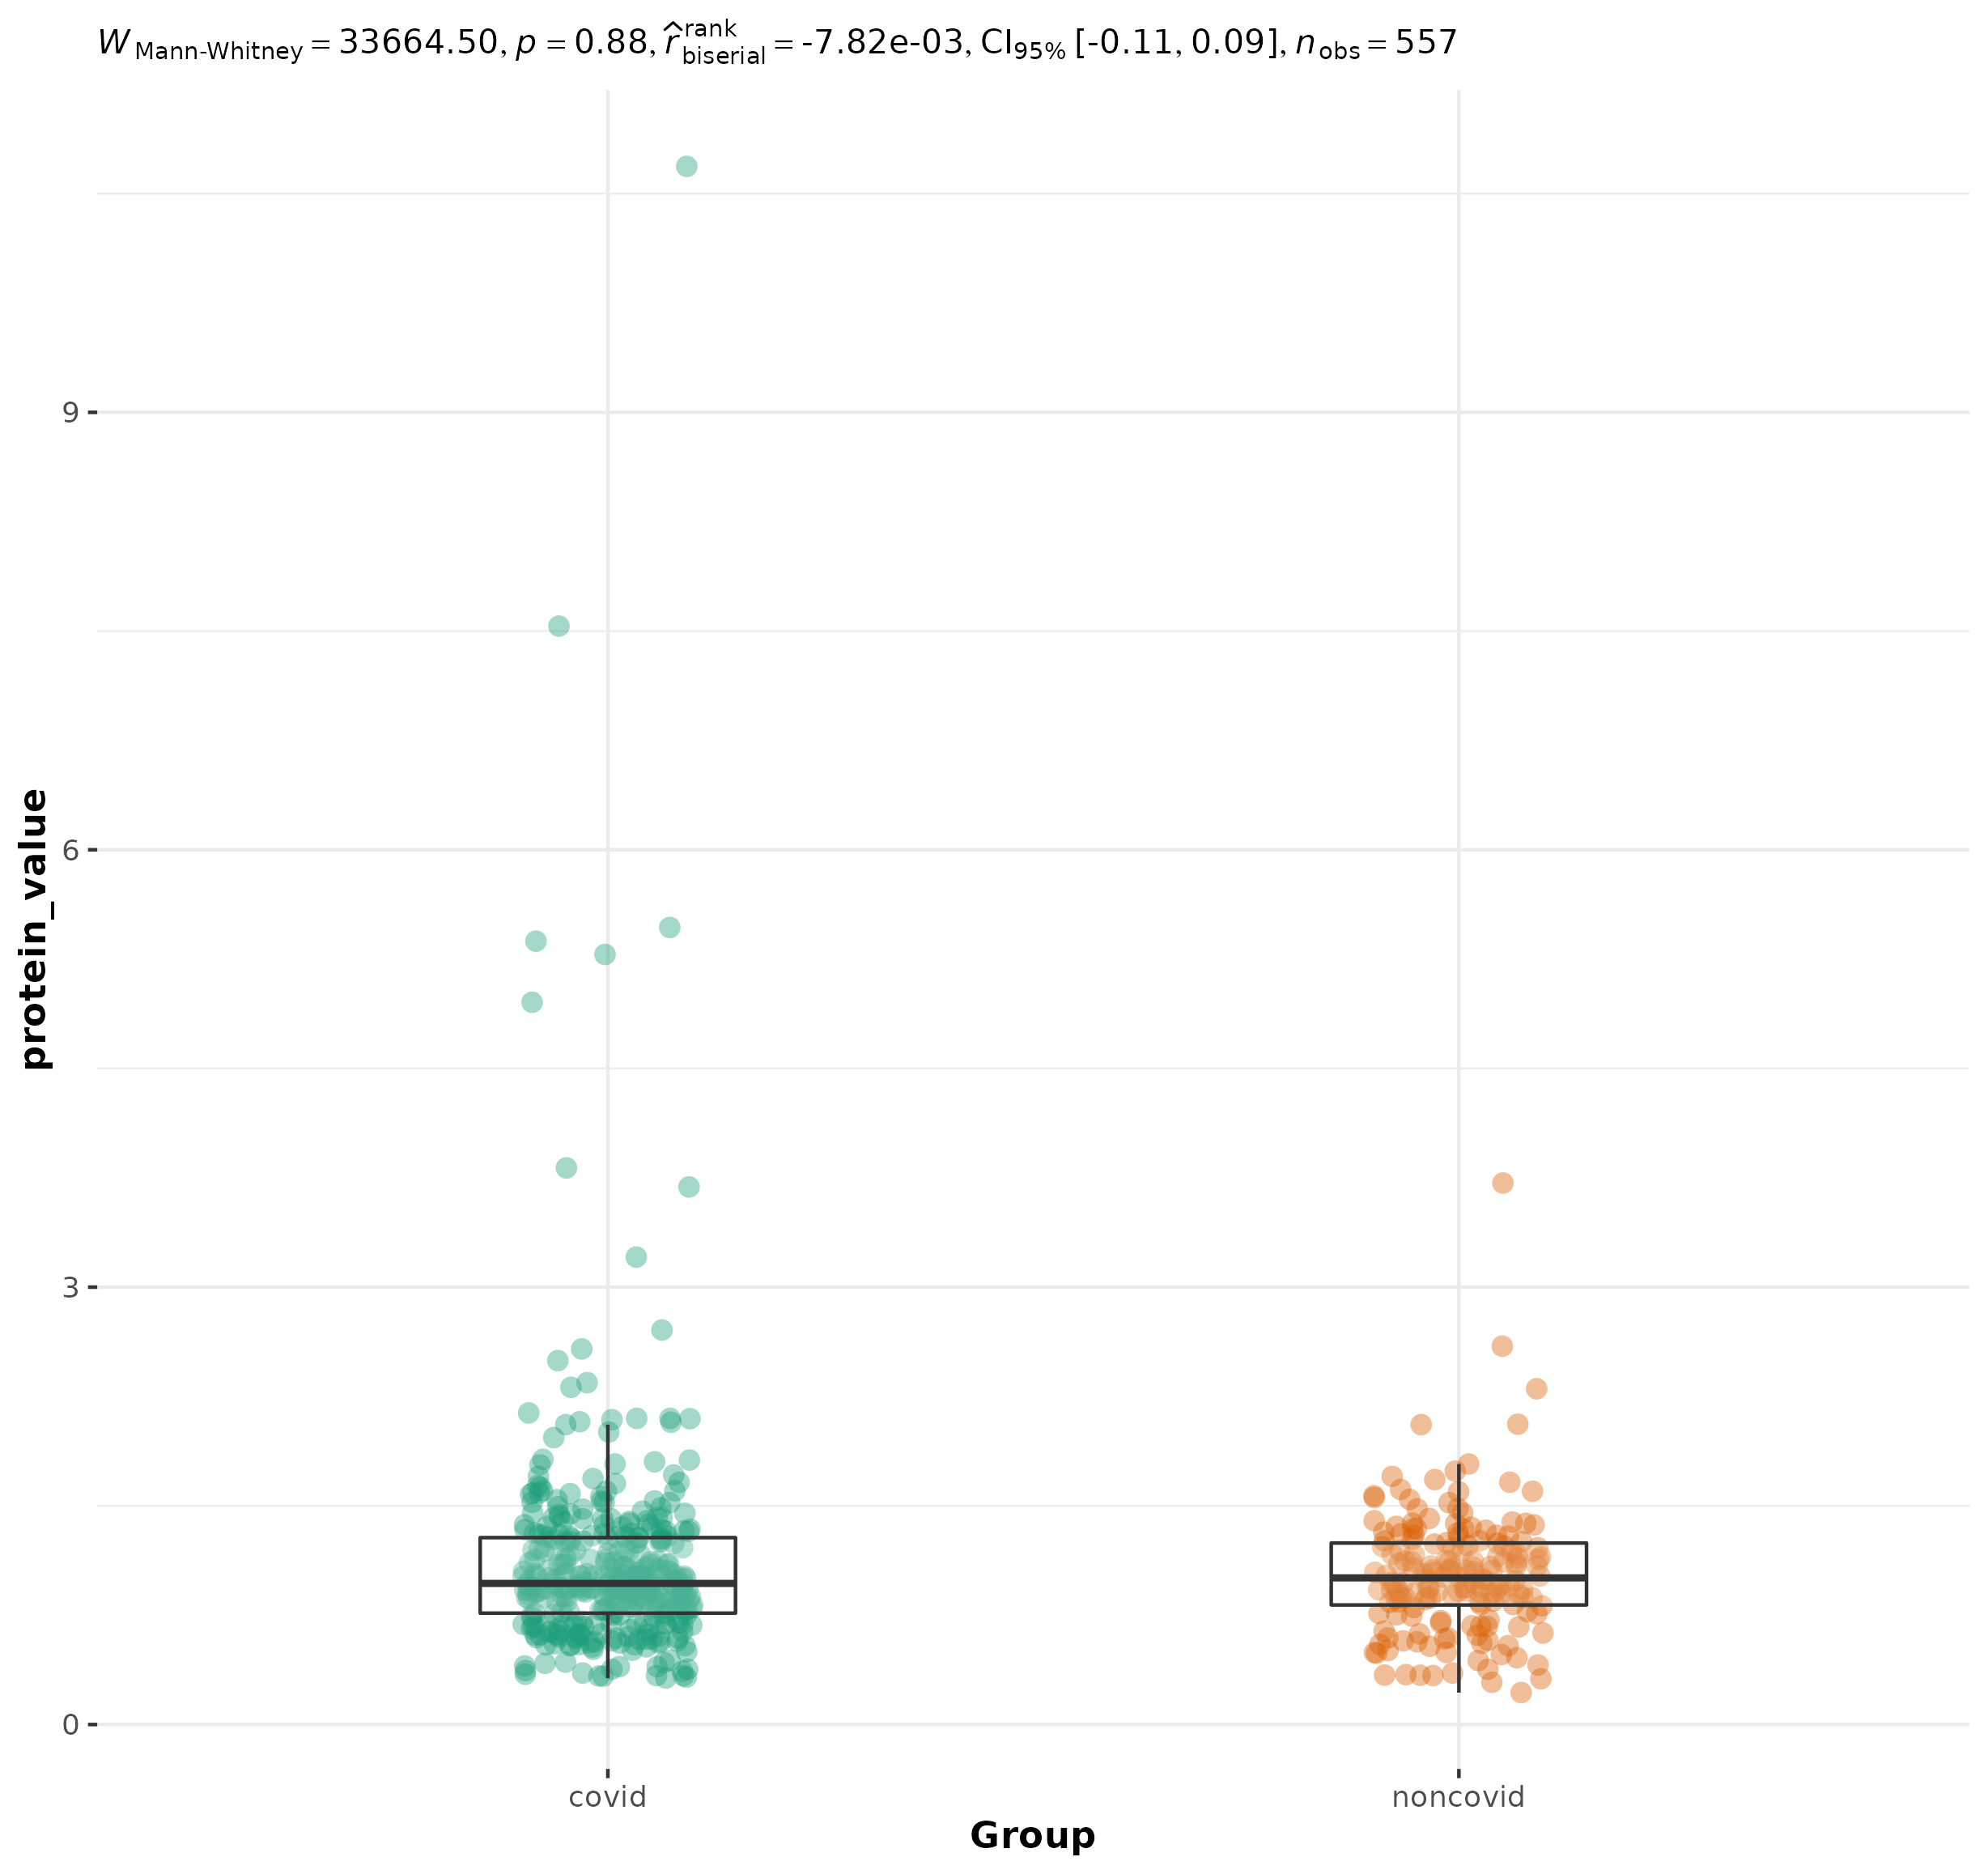 W Mann-Whitney = 33664.50, p = 0.88, r̂ rank biserial = -7.82e-03, CI95% [-0.11, 0.09], nobs = 557
9
6
3
0
protein_value
covid noncovid
Group